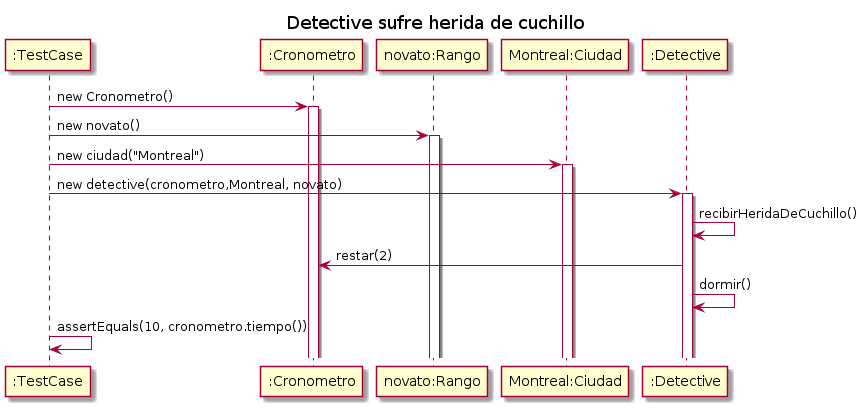 Detective sufre herida de cuchillo
:TestCase
:Cronometro
novato:Rango
Montreal:Ciudad
:Detective
new Cronometro()
new novato()
new ciudad("Montreal")
new detective(cronometro,Montreal, novato)
recibirHeridaDeCuchillo()
restar(2)
dormir()
assertEquals(10, cronometro.tiempo())
:TestCase
:Cronometro
novato:Rango
Montreal:Ciudad
:Detective